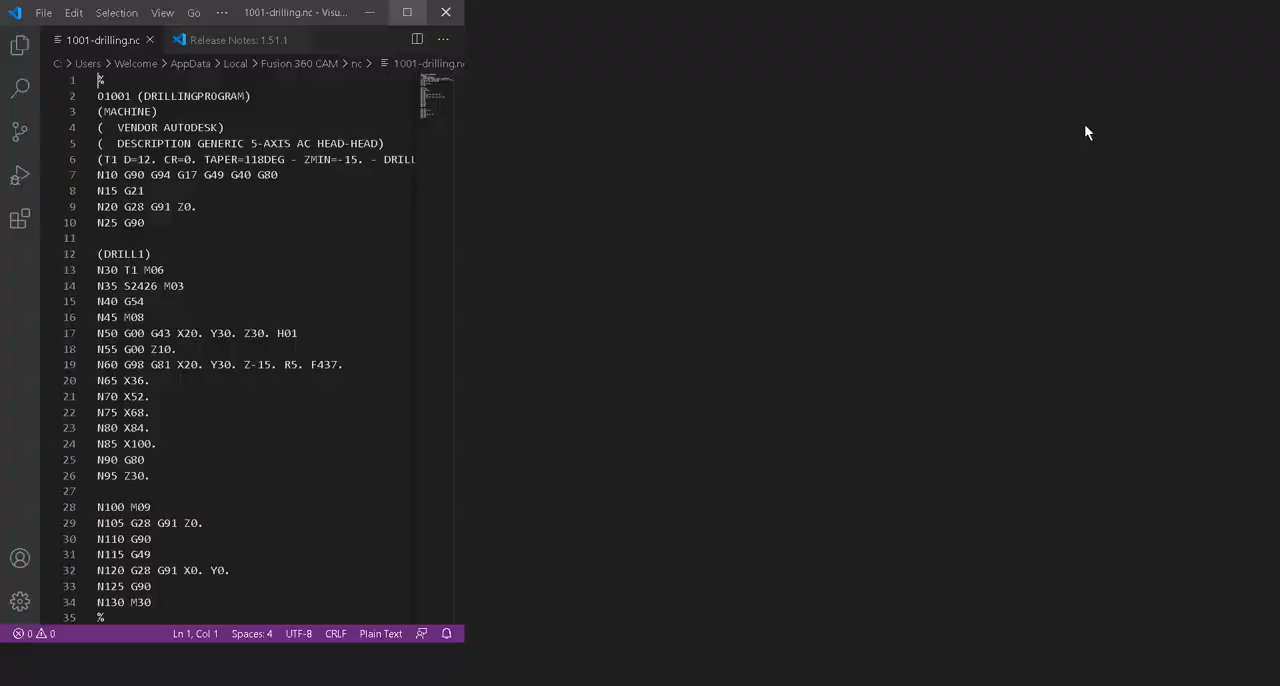 File Edit Selection View Go ··· 1001-drilling.nc - Visu...
1001-drilling.nc Release Notes: 1.51.1 ···
C: > Users > Welcome > AppData > Local > Fusion 360 CAM > nc > 1001-drilling.nc
1 %
2 O1001 (DRILLINGPROGRAM)
3 (MACHINE)
4 (  VENDOR AUTODESK)
5 (  DESCRIPTION GENERIC 5-AXIS AC HEAD-HEAD)
6 (T1 D=12. CR=0. TAPER=118DEG - ZMIN=-15. - DRILL
7 N10 G90 G94 G17 G49 G40 G80
8 N15 G21
9 N20 G28 G91 Z0.
10 N25 G90
11
12 (DRILL1)
13 N30 T1 M06
14 N35 S2426 M03
15 N40 G54
16 N45 M08
17 N50 G00 G43 X20. Y30. Z30. H01
18 N55 G00 Z10.
19 N60 G98 G81 X20. Y30. Z-15. R5. F437.
20 N65 X36.
21 N70 X52.
22 N75 X68.
23 N80 X84.
24 N85 X100.
25 N90 G80
26 N95 Z30.
27
28 N100 M09
29 N105 G28 G91 Z0.
30 N110 G90
31 N115 G49
32 N120 G28 G91 X0. Y0.
33 N125 G90
34 N130 M30
35 %
0 0 Ln 1, Col 1 Spaces: 4 UTF-8 CRLF Plain Text